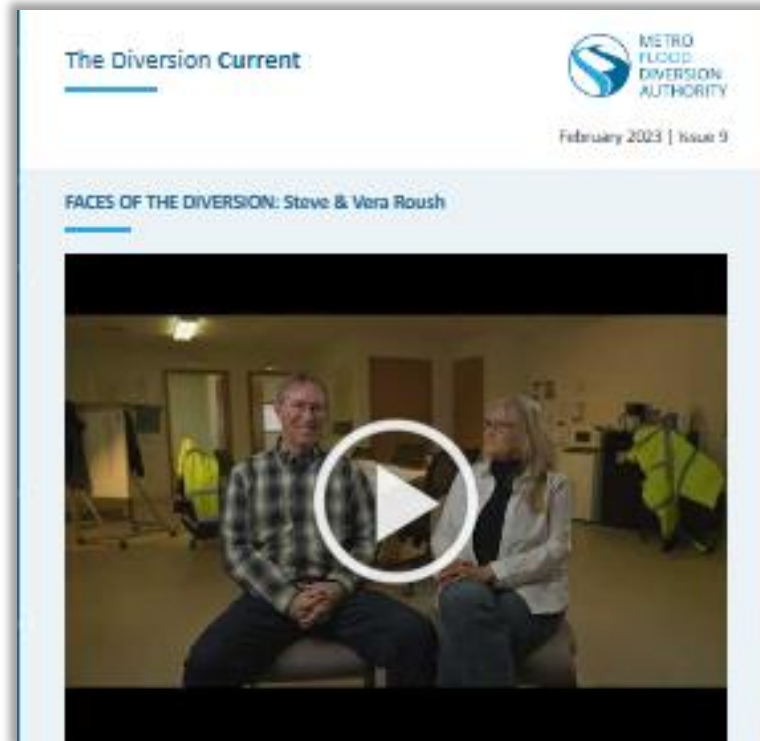 The Diversion Current
METRO
FLOOD
DIVERSION
AUTHORITY
February 2023 | Issue 9
FACES OF THE DIVERSION: Steve & Vera Roush